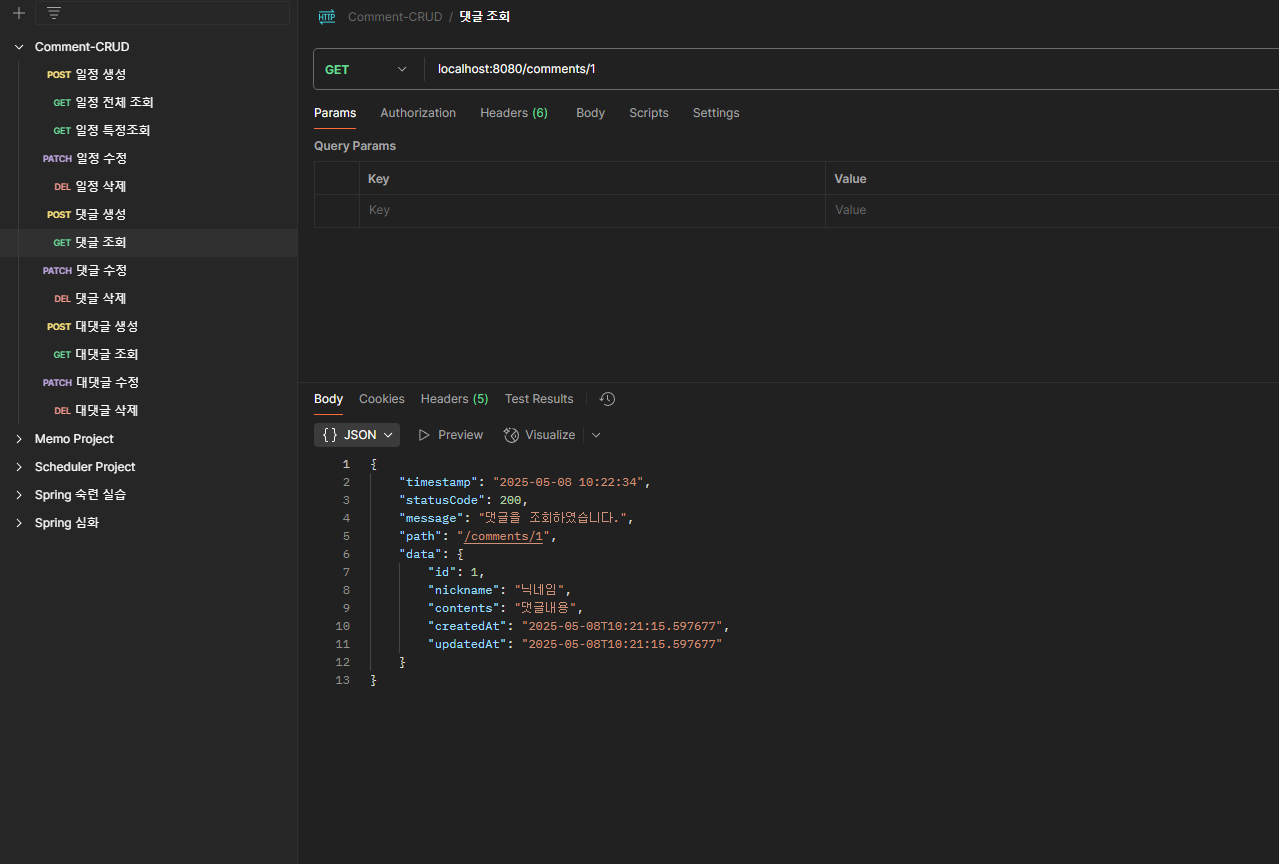 Comment-CRUD
POST 일정 생성
GET 일정 전체 조회
GET 일정 특정조회
PATCH 일정 수정
DEL 일정 삭제
POST 댓글 생성
GET 댓글 조회
PATCH 댓글 수정
DEL 댓글 삭제
POST 대댓글 생성
GET 대댓글 조회
PATCH 대댓글 수정
DEL 대댓글 삭제
Memo Project
Scheduler Project
Spring 숙련 실습
Spring 심화
HTTP Comment-CRUD / 댓글 조회
GET localhost:8080/comments/1
Params Authorization Headers (6) Body Scripts Settings
Query Params
Key Value
Key Value
Body Cookies Headers (5) Test Results
{} JSON Preview Visualize
1 {
2 "timestamp": "2025-05-08 10:22:34",
3 "statusCode": 200,
4 "message": "댓글을 조회하였습니다.",
5 "path": "/comments/1",
6 "data": {
7 "id": 1,
8 "nickname": "닉네임",
9 "contents": "댓글내용",
10 "createdAt": "2025-05-08T10:21:15.597677",
11 "updatedAt": "2025-05-08T10:21:15.597677"
12 }
13 }